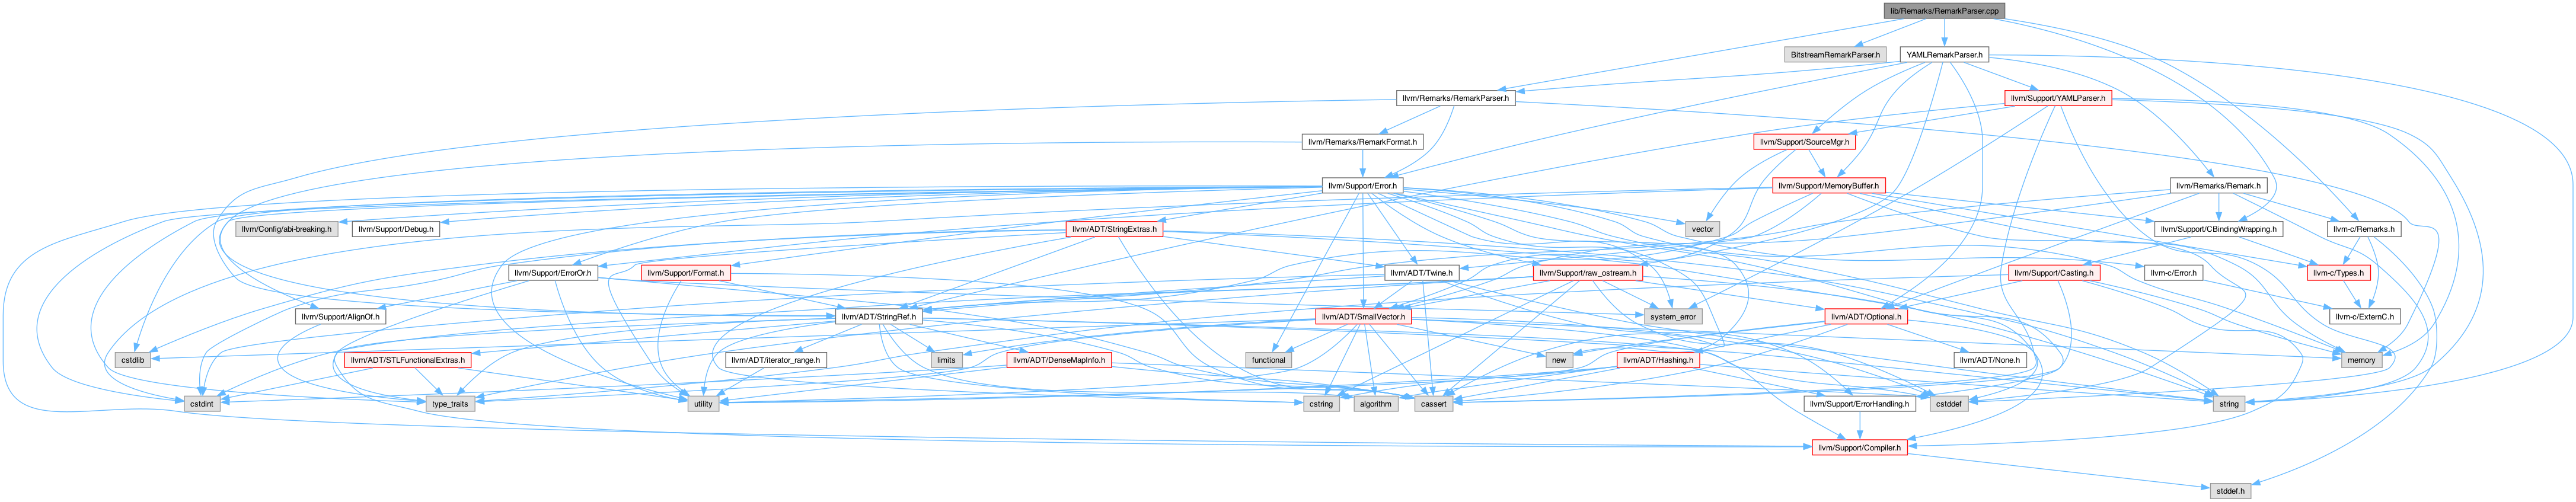 lib/Remarks/RemarkParser.cpp
BitstreamRemarkParser.h
YAMLRemarkParser.h
llvm/Remarks/RemarkParser.h
llvm/Support/YAMLParser.h
llvm/Remarks/RemarkFormat.h
llvm/Support/SourceMgr.h
llvm/Support/Error.h
llvm/Support/MemoryBuffer.h
llvm/Remarks/Remark.h
llvm/Config/abi-breaking.h
llvm/Support/Debug.h
llvm/ADT/StringExtras.h
vector
llvm/Support/CBindingWrapping.h
llvm-c/Remarks.h
llvm/Support/ErrorOr.h
llvm/Support/Format.h
llvm/ADT/Twine.h
llvm/Support/raw_ostream.h
llvm/Support/Casting.h
llvm-c/Error.h
llvm-c/Types.h
llvm/Support/AlignOf.h
llvm/ADT/StringRef.h
llvm/ADT/SmallVector.h
system_error
llvm/ADT/Optional.h
llvm-c/ExternC.h
cstdlib
llvm/ADT/STLFunctionalExtras.h
llvm/ADT/iterator_range.h
limits
llvm/ADT/DenseMapInfo.h
functional
new
llvm/ADT/Hashing.h
llvm/ADT/None.h
memory
cstdint
type_traits
utility
cstring
algorithm
cassert
llvm/Support/ErrorHandling.h
cstddef
string
llvm/Support/Compiler.h
stddef.h